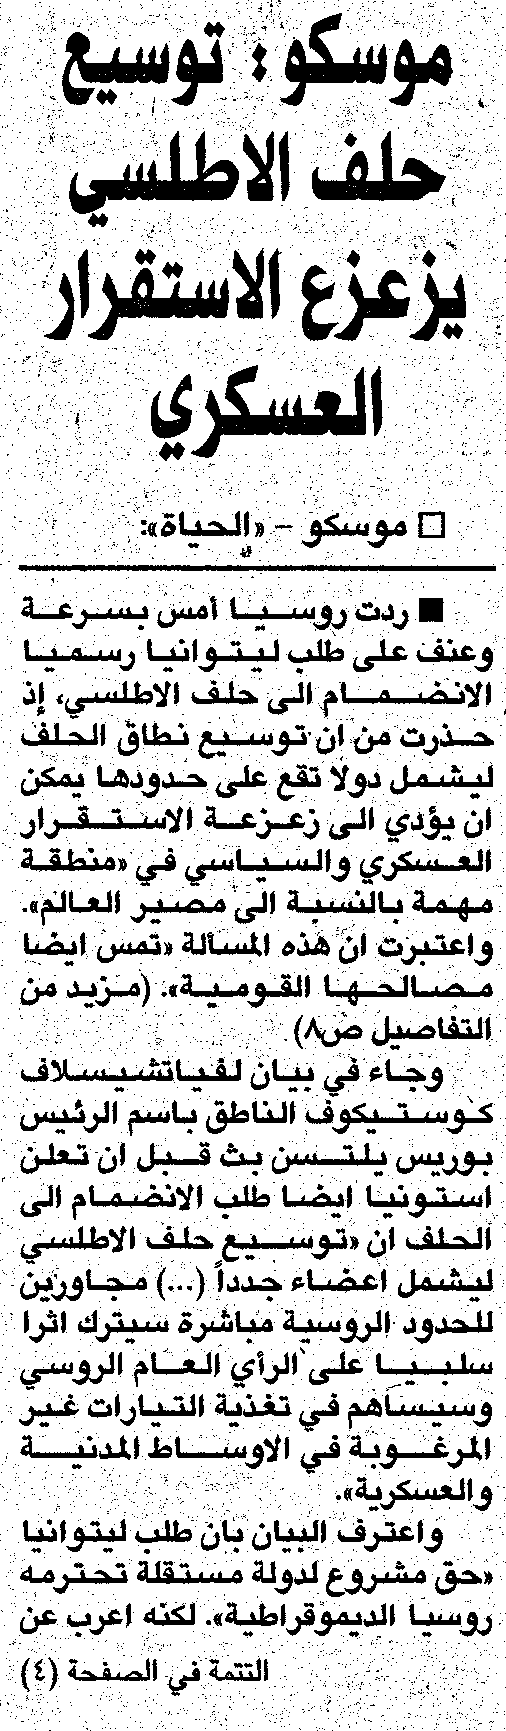 موسكو : توسيع
حلف الاطلسي
يزعزع الاستقرار
العسكري
□ موسكو – «الحياة»:
■ ردت روسيا أمس بسرعة
وعنف على طلب ليتوانيا رسميا
الانضمام الى حلف الاطلسي، إذ
حذرت من ان توسيع نطاق الحلف
ليشمل دولا تقع على حدودها يمكن
ان يؤدي الى زعزعة الاستقرار
العسكري والسياسي في «منطقة
مهمة بالنسبة الى مصير العالم».
واعتبرت ان هذه المسألة «تمس ايضا
مصالحها القومية». (مزيد من
التفاصيل ص٨)
وجاء في بيان لفياتشيسلاف
كوستيكوف الناطق باسم الرئيس
بوريس يلتسن بث قبل ان تعلن
استونيا ايضا طلب الانضمام الى
الحلف ان «توسيع حلف الاطلسي
ليشمل اعضاء جدداً (...) مجاورين
للحدود الروسية مباشرة سيترك اثرا
سلبيا على الرأي العام الروسي
وسيساهم في تغذية التيارات غير
المرغوبة في الاوساط المدنية
والعسكرية».
واعترف البيان بان طلب ليتوانيا
«حق مشروع لدولة مستقلة تحترمه
روسيا الديموقراطية». لكنه اعرب عن
التتمة في الصفحة (٤)